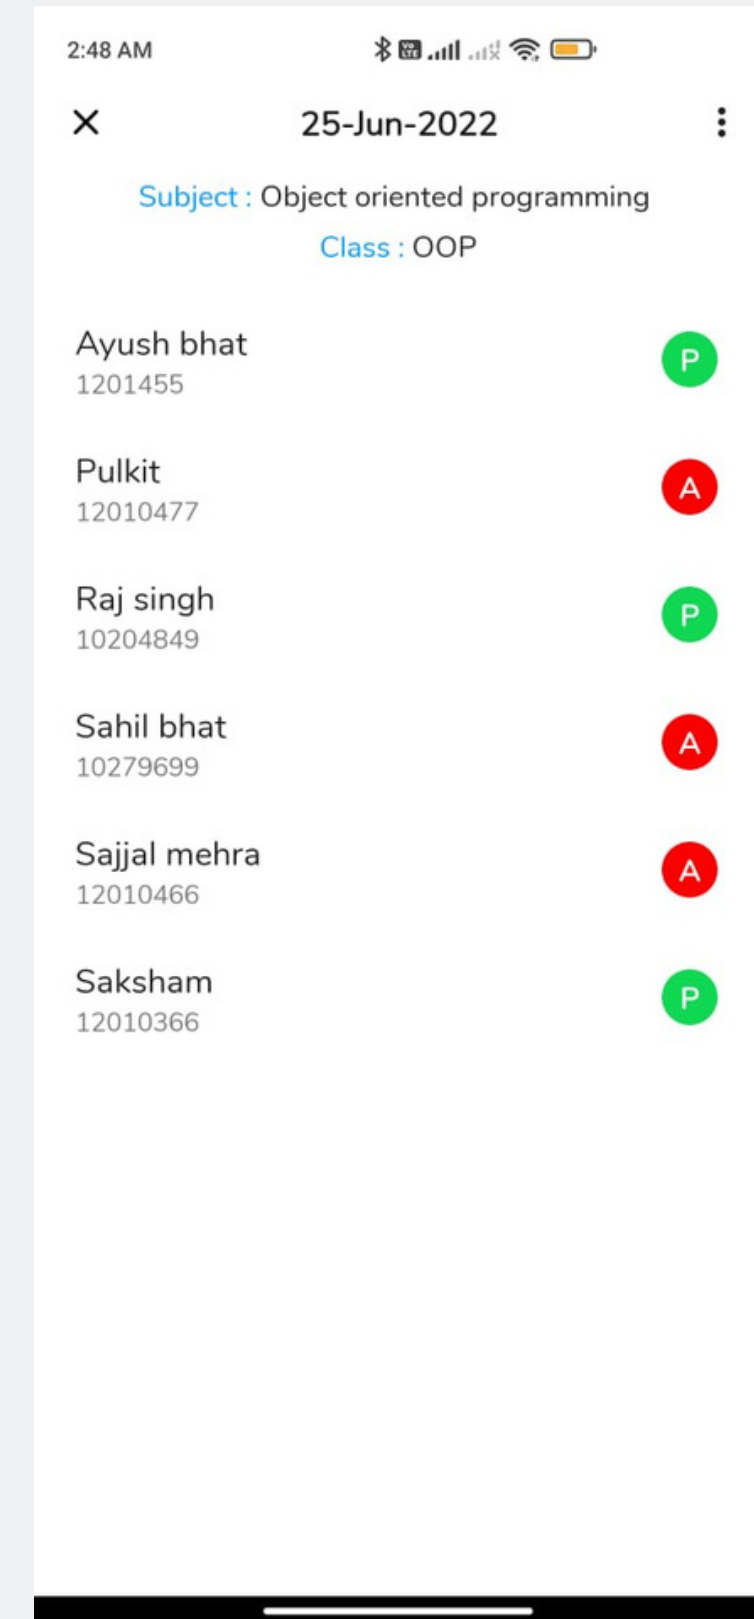 2:48 AM
25-Jun-2022
Subject : Object oriented programming
Class : OOP
Ayush bhat
1201455
P
Pulkit
12010477
A
Raj singh
10204849
P
Sahil bhat
10279699
A
Sajjal mehra
12010466
A
Saksham
12010366
P